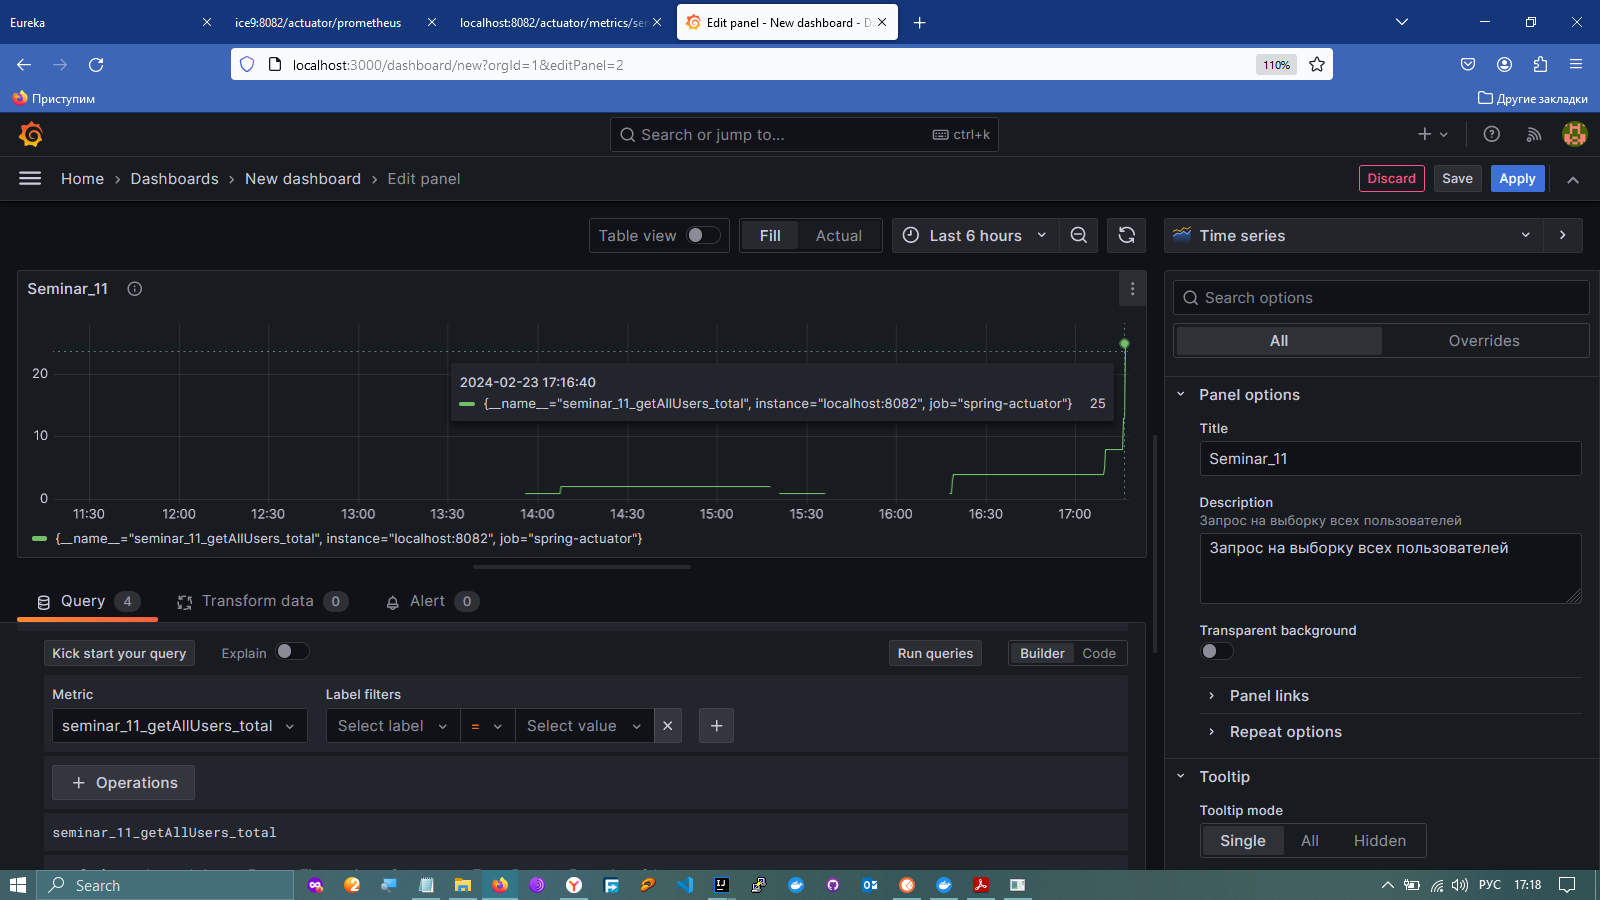 Eureka
ice9:8082/actuator/prometheus
localhost:8082/actuator/metrics/ser
Edit panel - New dashboard - D
localhost:3000/dashboard/new?orgId=1&editPanel=2
110%
Приступим
Другие закладки
Search or jump to...
ctrl+k
Home › Dashboards › New dashboard › Edit panel
Discard
Save
Apply
Table view
Fill
Actual
Last 6 hours
Time series
Seminar_11
Search options
All
Overrides
20
10
0
2024-02-23 17:16:40
{__name__="seminar_11_getAllUsers_total", instance="localhost:8082", job="spring-actuator"} 25
11:30 12:00 12:30 13:00 13:30 14:00 14:30 15:00 15:30 16:00 16:30 17:00
{__name__="seminar_11_getAllUsers_total", instance="localhost:8082", job="spring-actuator"}
Panel options
Title
Seminar_11
Description
Запрос на выборку всех пользователей
Запрос на выборку всех пользователей
Transparent background
Panel links
Repeat options
Tooltip
Tooltip mode
Single
All
Hidden
Query 4
Transform data 0
Alert 0
Kick start your query
Explain
Run queries
Builder
Code
Metric
Label filters
seminar_11_getAllUsers_total
Select label
=
Select value
+ Operations
seminar_11_getAllUsers_total
Search
РУС
17:18